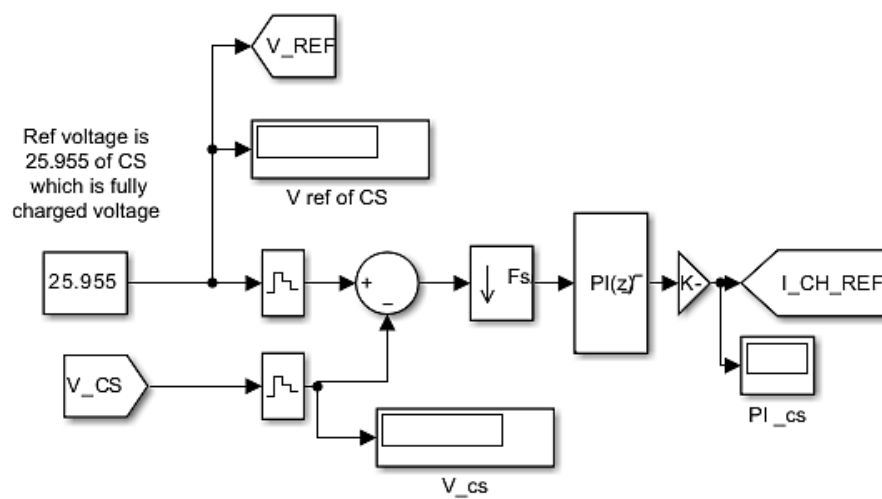 V_REF
Ref voltage is
25.955 of CS
which is fully
charged voltage
V ref of CS
25.955
+
−
Fs
PI(z)
K-
I_CH_REF
V_CS
PI _cs
V_cs